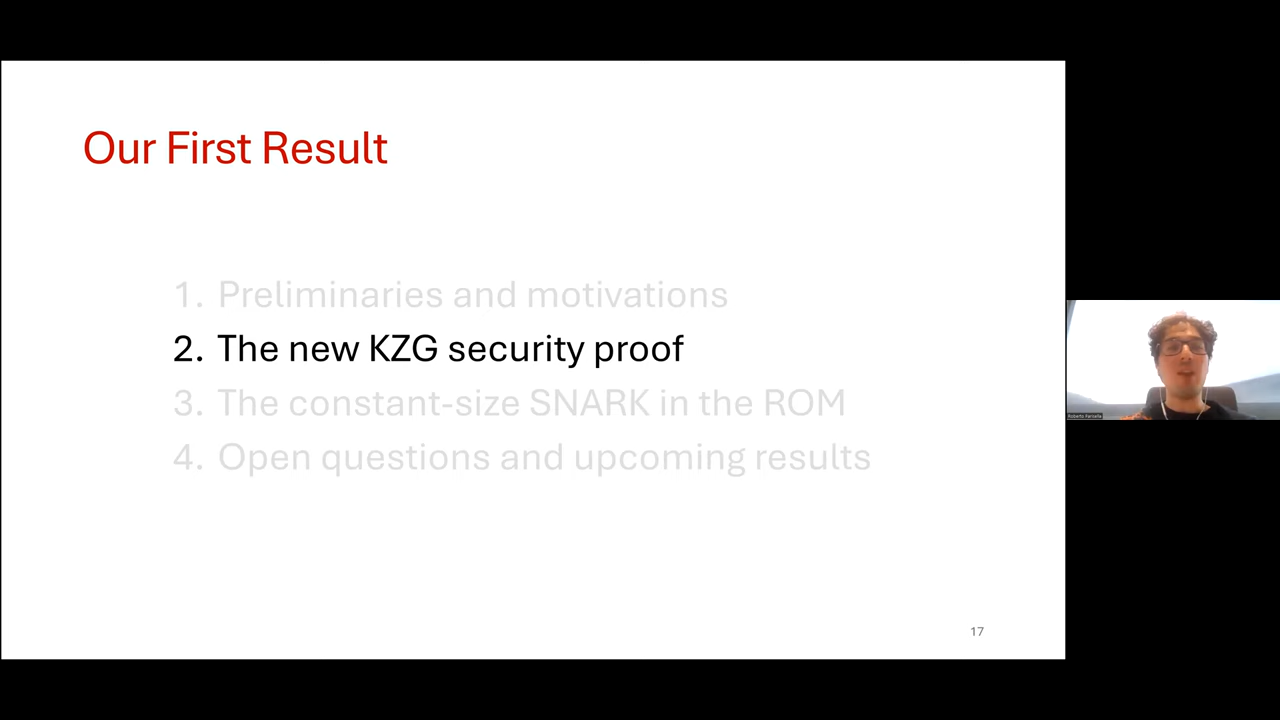 Our First Result
1. Preliminaries and motivations
2. The new KZG security proof
3. The constant-size SNARK in the ROM
4. Open questions and upcoming results
17